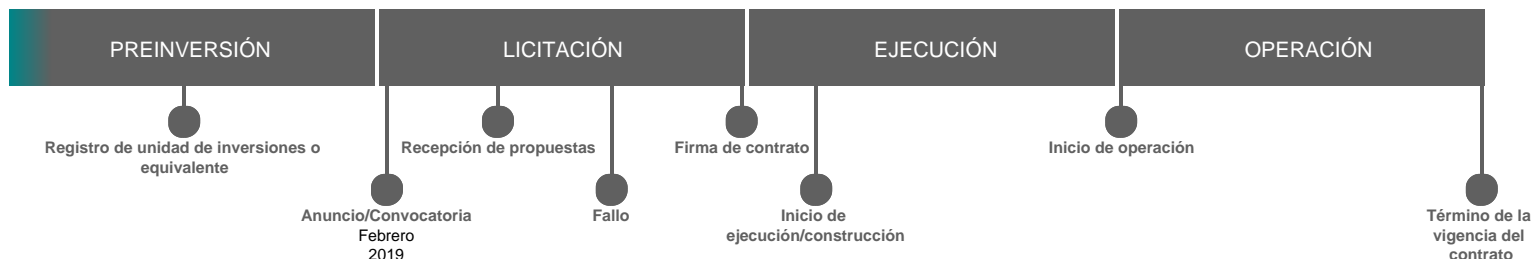 PREINVERSIÓN
LICITACIÓN
EJECUCIÓN
OPERACIÓN
Registro de unidad de inversiones o
equivalente
Anuncio/Convocatoria
Febrero
2019
Recepción de propuestas
Fallo
Firma de contrato
Inicio de
ejecución/construcción
Inicio de operación
Término de la
vigencia del
contrato